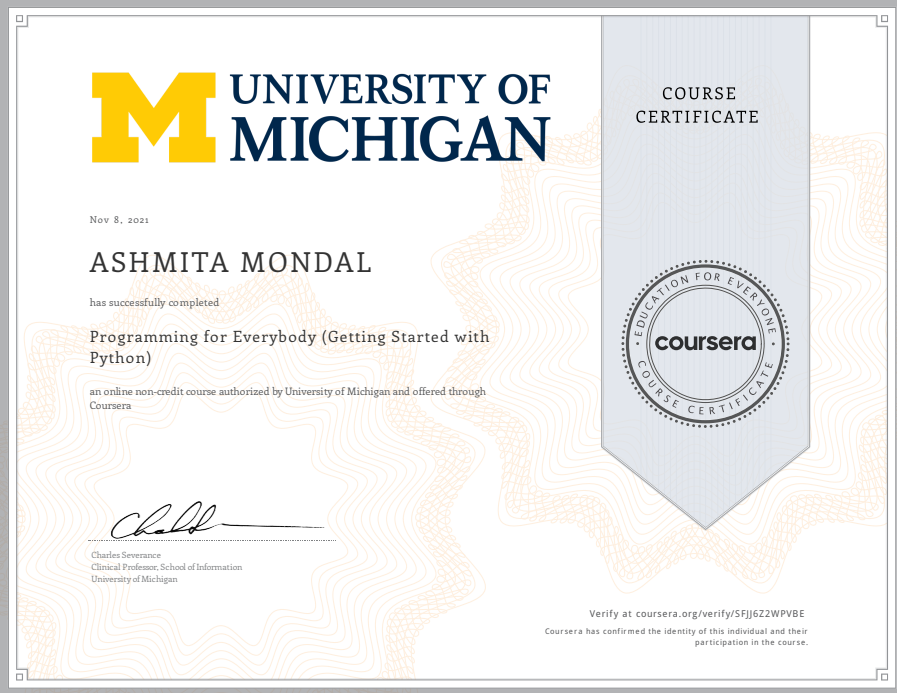 UNIVERSITY OF
MICHIGAN
COURSE
CERTIFICATE
Nov 8, 2021
ASHMITA MONDAL
has successfully completed
Programming for Everybody (Getting Started with
Python)
an online non-credit course authorized by University of Michigan and offered through
Coursera
EDUCATION FOR EVERYONE
coursera
COURSE CERTIFICATE
Charles Severance
Clinical Professor, School of Information
University of Michigan
Verify at coursera.org/verify/SFJJ6Z2WPVBE
Coursera has confirmed the identity of this individual and their
participation in the course.